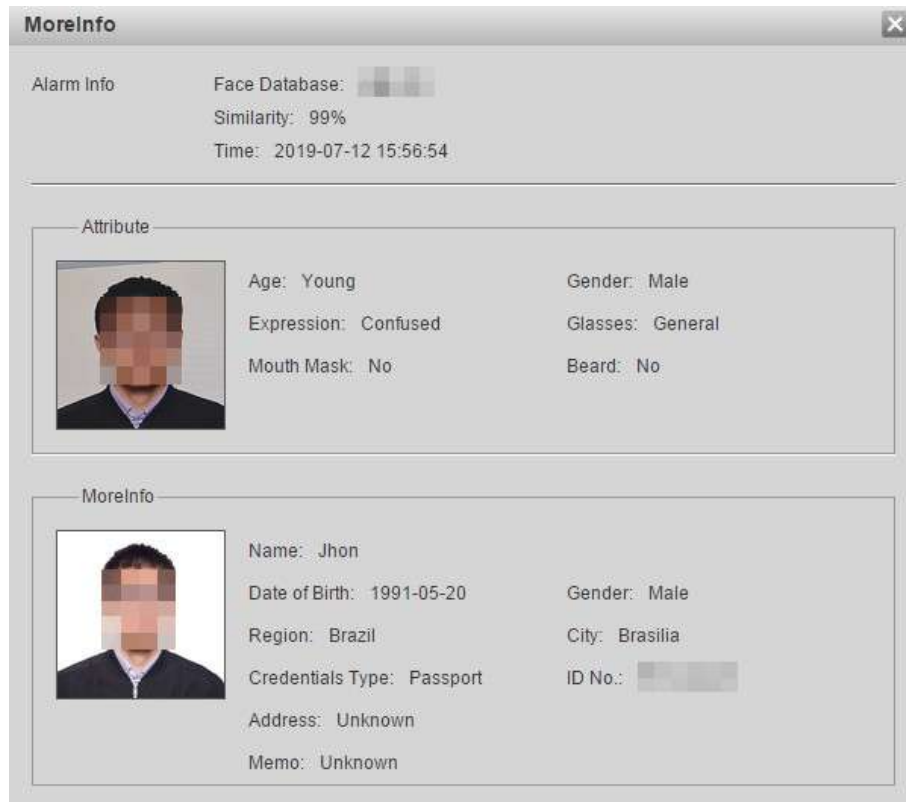 MoreInfo
Alarm Info Face Database:
Similarity: 99%
Time: 2019-07-12 15:56:54
Attribute
Age: Young Gender: Male
Expression: Confused Glasses: General
Mouth Mask: No Beard: No
MoreInfo
Name: Jhon
Date of Birth: 1991-05-20 Gender: Male
Region: Brazil City: Brasilia
Credentials Type: Passport ID No.:
Address: Unknown
Memo: Unknown